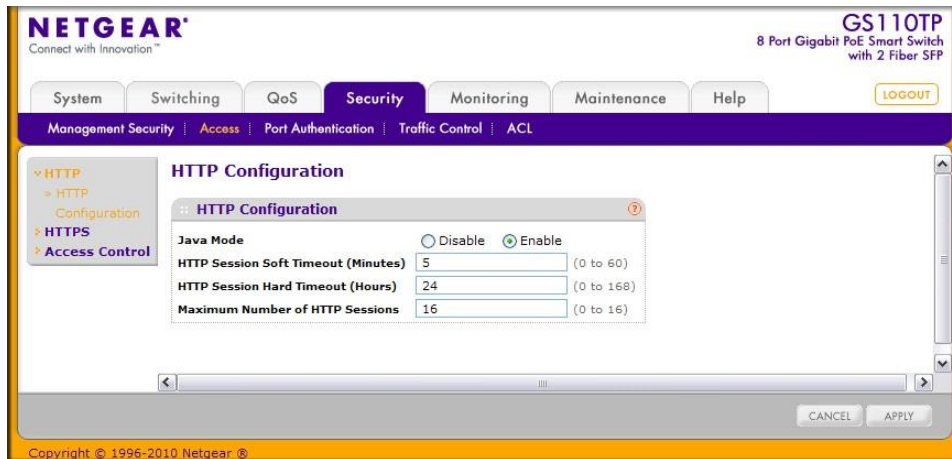 NETGEAR®
Connect with Innovation™
GS110TP
8 Port Gigabit PoE Smart Switch
with 2 Fiber SFP
System Switching QoS Security Monitoring Maintenance Help LOGOUT
Management Security Access Port Authentication Traffic Control ACL
HTTP
HTTP
Configuration
HTTPS
Access Control
HTTP Configuration
HTTP Configuration ?
Java Mode Disable Enable
HTTP Session Soft Timeout (Minutes) 5 (0 to 60)
HTTP Session Hard Timeout (Hours) 24 (0 to 168)
Maximum Number of HTTP Sessions 16 (0 to 16)
CANCEL APPLY
Copyright © 1996-2010 Netgear ®